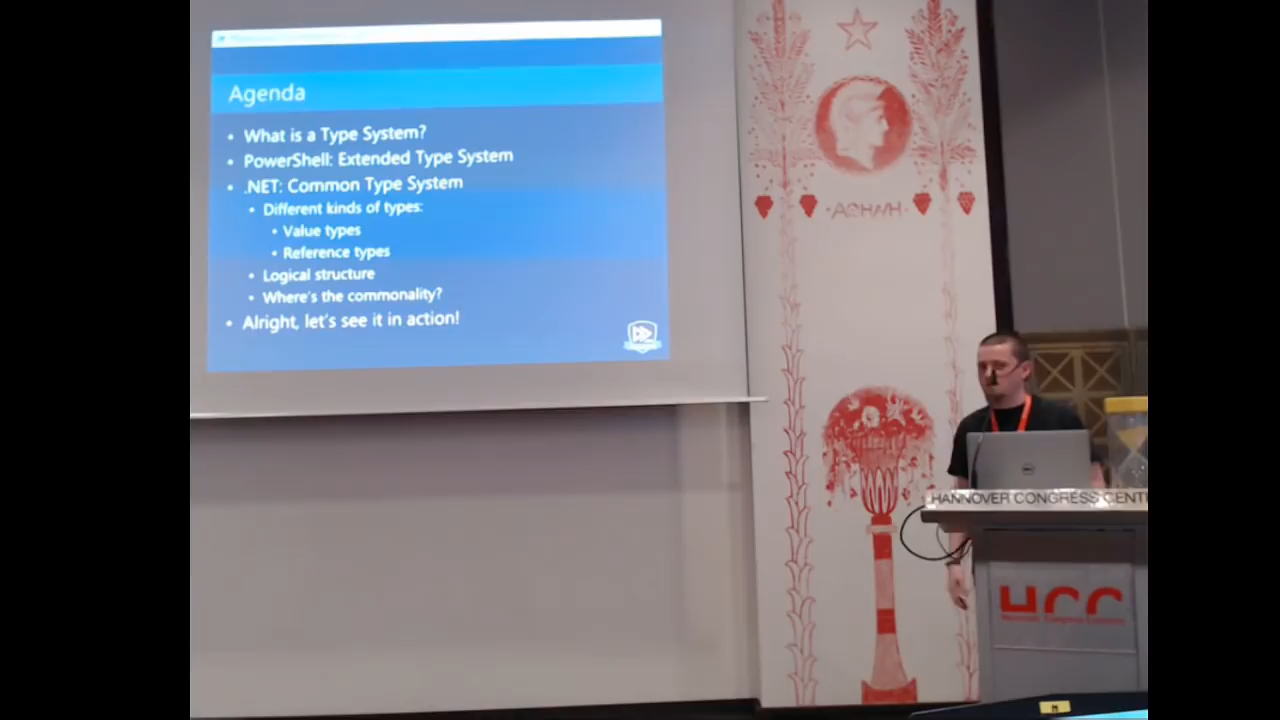 Agenda
• What is a Type System?
• PowerShell: Extended Type System
• .NET: Common Type System
• Different kinds of types:
• Value types
• Reference types
• Logical structure
• Where's the commonality?
• Alright, let's see it in action!
HANNOVER CONGRESS CENT
HCC